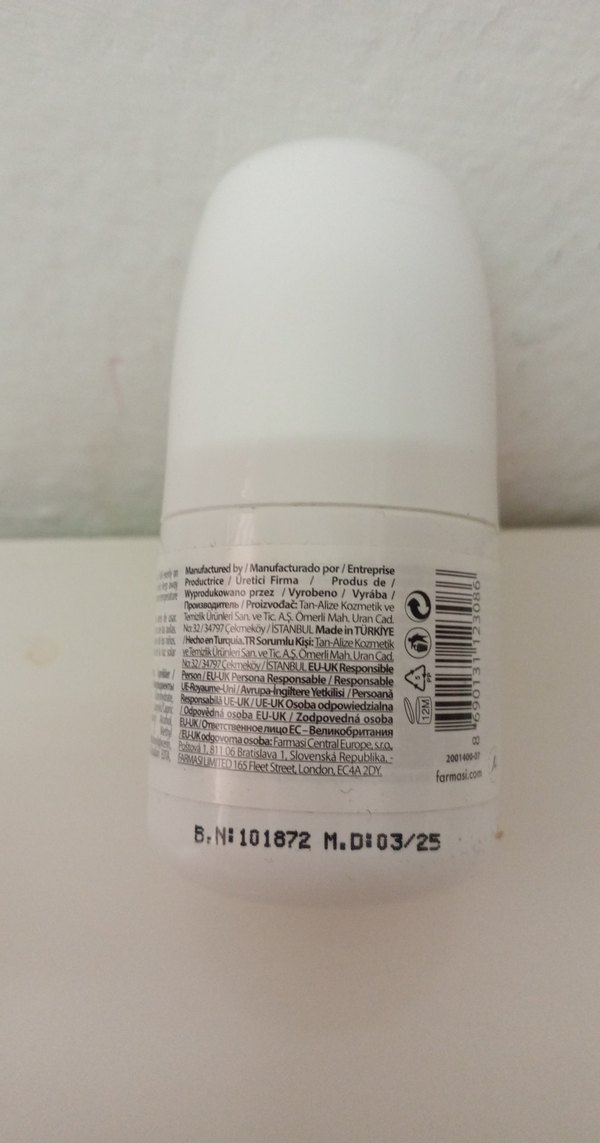 Manufactured by / Manufacturado por / Entreprise
Productrice / Üretici Firma / Produs de /
Wyprodukowano przez / Vyrobeno / Vyrába /
Производитель / Proizvođač: Tan-Alize Kozmetik ve
Temizlik Ürünleri San. ve Tic. A.Ş. Ömerli Mah. Uran Cad.
No:32/34797 Çekmeköy / İSTANBUL Made in TÜRKİYE
/ Hecho en Turquía. TR Sorumlu Kişi: Tan-Alize Kozmetik
ve Temizlik Ürünleri San. ve Tic. A.Ş. Ömerli Mah. Uran Cad.
No:32/34797 Çekmeköy / İSTANBUL EU-UK Responsible
Person / EU-UK Persona Responsable / Responsable
UE-Royaume-Uni / Avrupa-İngiltere Yetkilisi / Persoană
Responsabilă UE-UK / UE-UK Osoba odpowiedzialna
/ Odpovědná osoba EU-UK / Zodpovedná osoba
EU-UK / Ответственное лицо ЕС – Великобритания
/ EU-UK odgovorna osoba: Farmasi Central Europe, s.r.o.,
Poštová 1, 811 06 Bratislava 1, Slovenská Republika, -
FARMASI LIMITED 165 Fleet Street, London, EC4A 2DY.
5
PP
12M
8 690131 123086
2001400-07
farmasi.com
B.N:101872 M.D:03/25